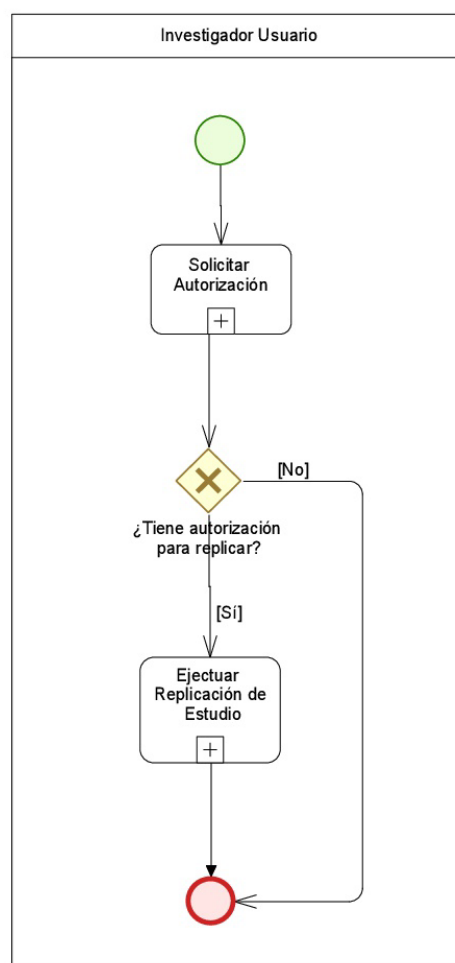 Investigador Usuario
Solicitar
Autorización
[No]
¿Tiene autorización
para replicar?
[Sí]
Ejectuar
Replicación de
Estudio